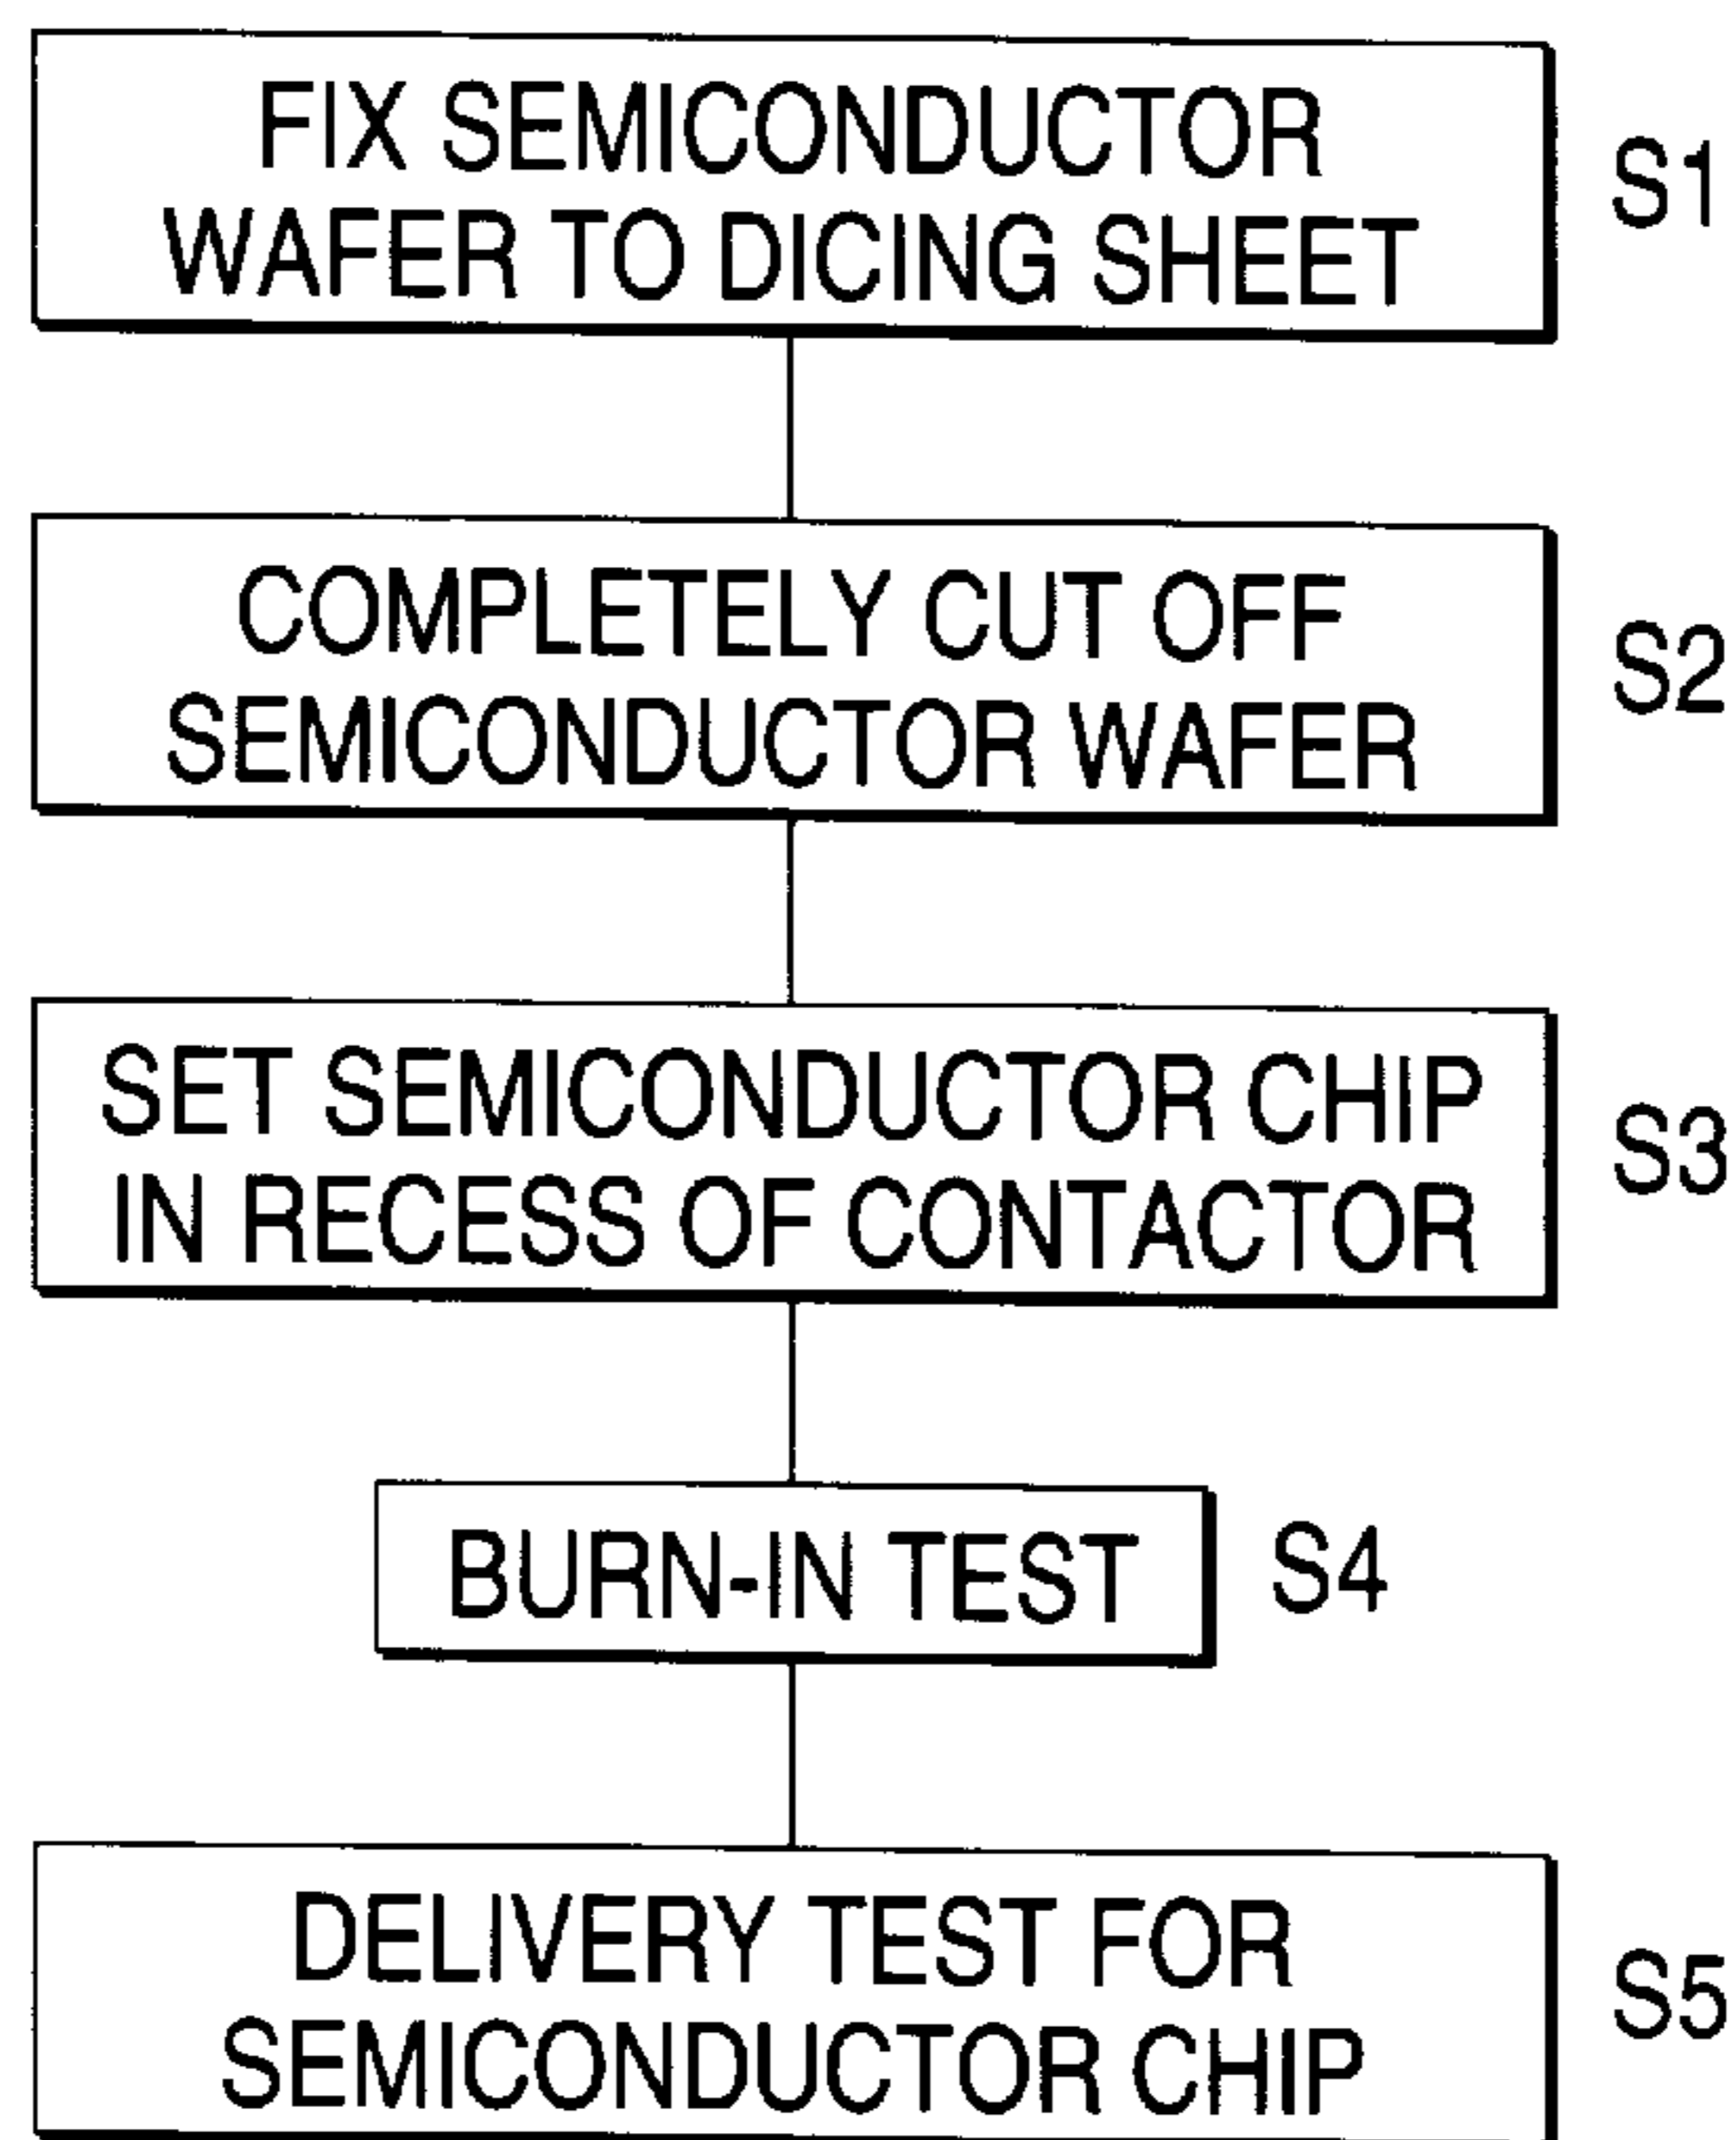 FIX SEMICONDUCTOR
WAFER TO DICING SHEET
S1
COMPLETELY CUT OFF
SEMICONDUCTOR WAFER
S2
SET SEMICONDUCTOR CHIP
IN RECESS OF CONTACTOR
S3
BURN-IN TEST
S4
DELIVERY TEST FOR
SEMICONDUCTOR CHIP
S5